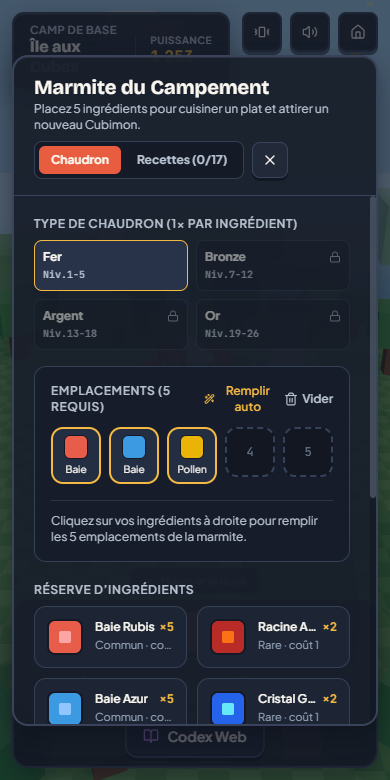 CAMP DE BASE
Île aux
Cubes
PUISSANCE
1 253
Marmite du Campement
Placez 5 ingrédients pour cuisiner un plat et attirer un
nouveau Cubimon.
Chaudron
Recettes (0/17)
TYPE DE CHAUDRON (1× PAR INGRÉDIENT)
Fer
Niv.1-5
Bronze
Niv.7-12
Argent
Niv.13-18
Or
Niv.19-26
EMPLACEMENTS (5
REQUIS)
Remplir
auto
Vider
Baie
Baie
Pollen
4
5
Cliquez sur vos ingrédients à droite pour remplir
les 5 emplacements de la marmite.
RÉSERVE D'INGRÉDIENTS
Baie Rubis ×5
Commun · co...
Racine A... ×2
Rare · coût 1
Baie Azur ×5
Commun · co...
Cristal G... ×2
Rare · coût 1
Codex Web